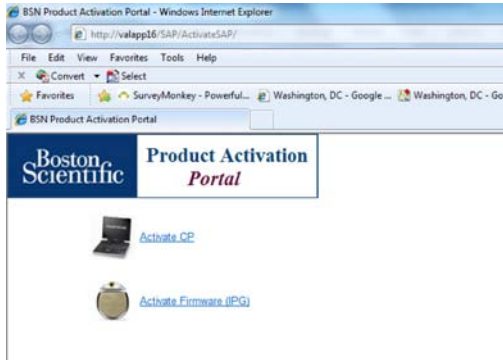 BSN Product Activation Portal - Windows Internet Explorer
http://valapp16/SAP/ActivateSAP/
File Edit View Favorites Tools Help
X Convert Select
Favorites SurveyMonkey - Powerful... Washington, DC - Google ... Washington, DC - Go
BSN Product Activation Portal
Boston Scientific
Product Activation
Portal
Activate CP
Activate Firmware (IPG)